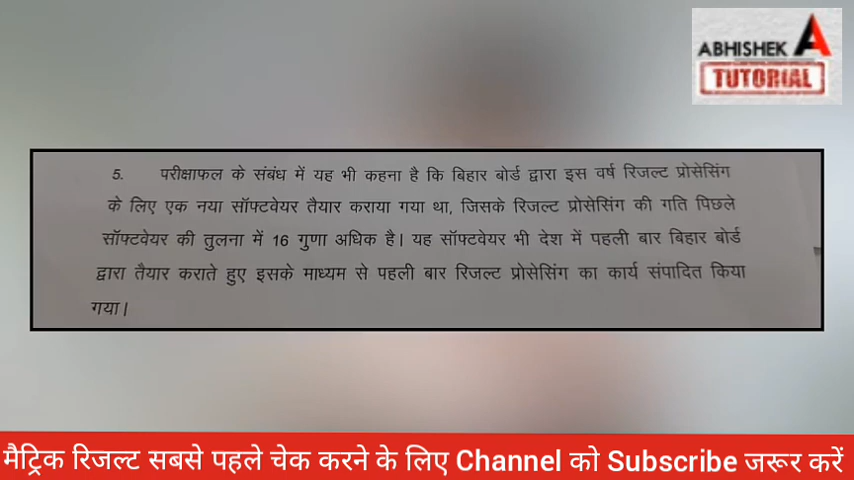 ABHISHEK A
TUTORIAL
5. परीक्षाफल के संबंध में यह भी कहना है कि बिहार बोर्ड द्वारा इस वर्ष रिजल्ट प्रोसेसिंग
के लिए एक नया सॉफ्टवेयर तैयार कराया गया था, जिसके रिजल्ट प्रोसेसिंग की गति पिछले
सॉफ्टवेयर की तुलना में 16 गुणा अधिक है। यह सॉफ्टवेयर भी देश में पहली बार बिहार बोर्ड
द्वारा तैयार कराते हुए इसके माध्यम से पहली बार रिजल्ट प्रोसेसिंग का कार्य संपादित किया
गया।
मैट्रिक रिजल्ट सबसे पहले चेक करने के लिए Channel को Subscribe जरूर करें